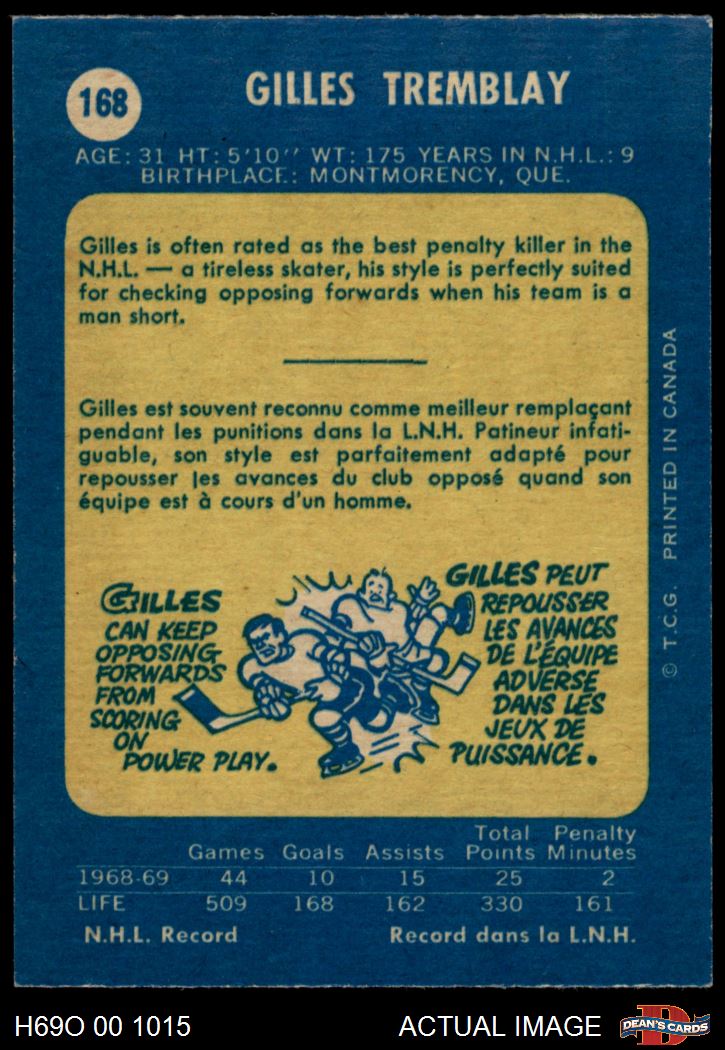 168
GILLES TREMBLAY
AGE: 31 HT: 5'10'' WT: 175 YEARS IN N.H.L.: 9
BIRTHPLACE: MONTMORENCY, QUE.
Gilles is often rated as the best penalty killer in the
N.H.L. — a tireless skater, his style is perfectly suited
for checking opposing forwards when his team is a
man short.
Gilles est souvent reconnu comme meilleur remplaçant
pendant les punitions dans la L.N.H. Patineur infati-
guable, son style est parfaitement adapté pour
repousser les avances du club opposé quand son
équipe est à cours d'un homme.
GILLES
CAN KEEP
OPPOSING
FORWARDS
FROM
SCORING
ON
POWER PLAY.
GILLES PEUT
REPOUSSER
LES AVANCES
DE L'ÉQUIPE
ADVERSE
DANS LES
JEUX DE
PUISSANCE.
© T.C.G. PRINTED IN CANADA
Total Penalty
Games Goals Assists Points Minutes
1968-69 44 10 15 25 2
LIFE 509 168 162 330 161
N.H.L. Record Record dans la L.N.H.
H69O 00 1015 ACTUAL IMAGE
D
DEAN'S CARDS